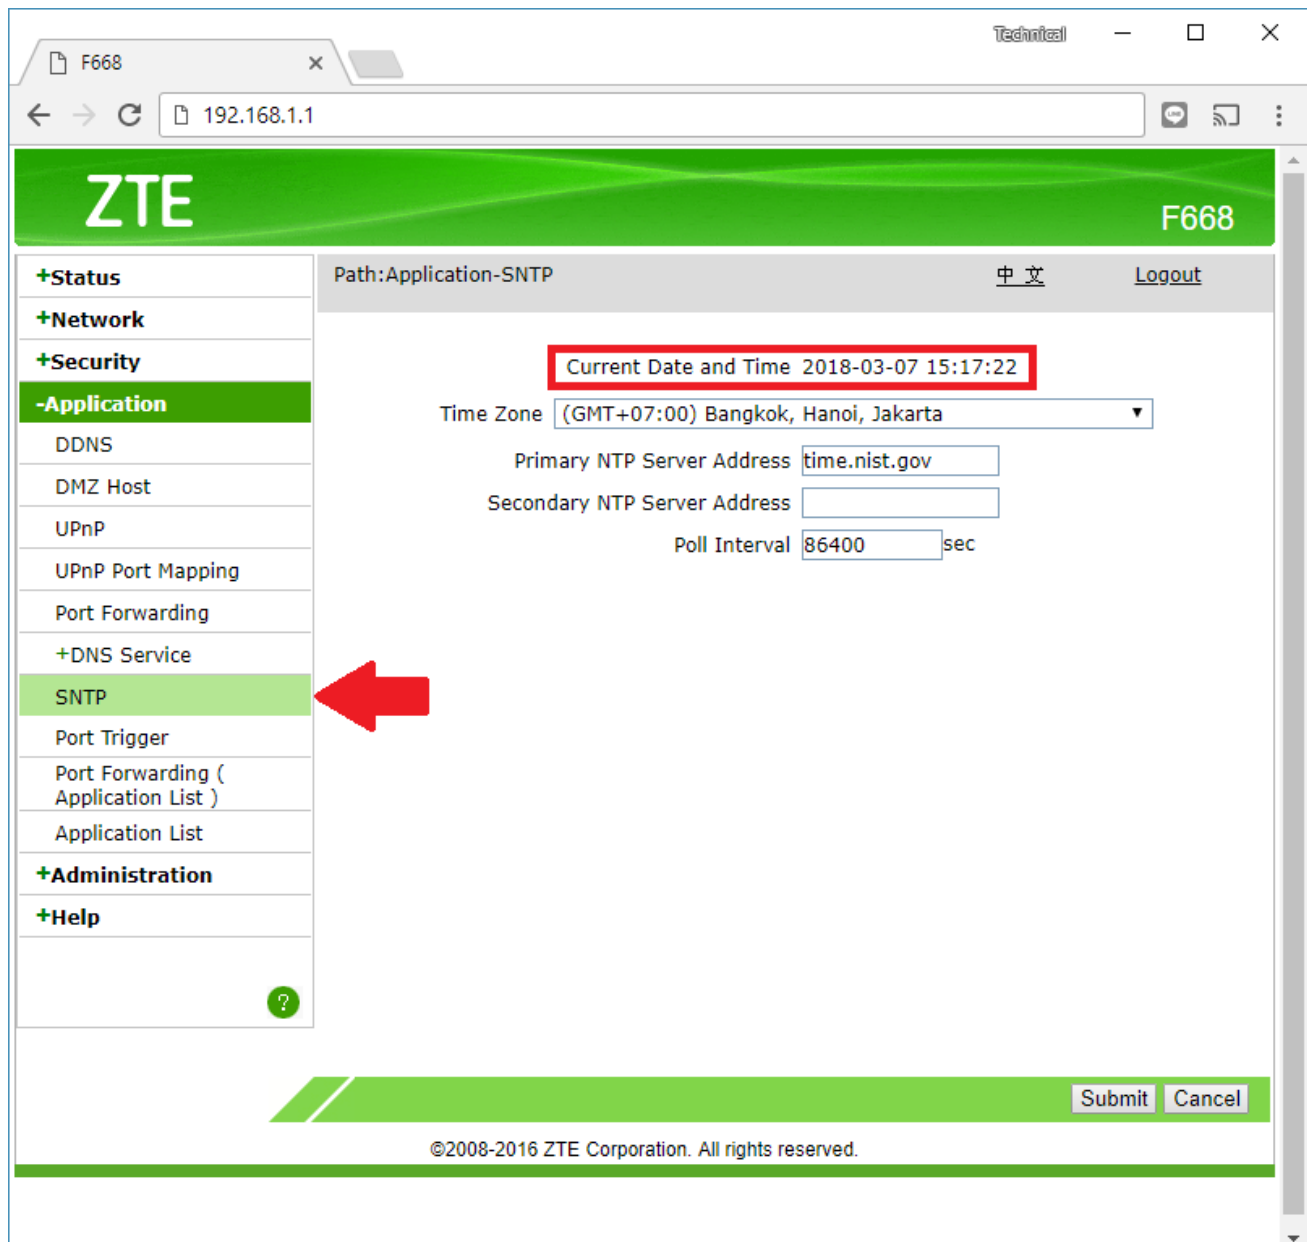 Technical
F668
192.168.1.1
ZTE
F668
+Status
+Network
+Security
-Application
DDNS
DMZ Host
UPnP
UPnP Port Mapping
Port Forwarding
+DNS Service
SNTP
Port Trigger
Port Forwarding (
Application List )
Application List
+Administration
+Help
?
Path:Application-SNTP 中 文 Logout
Current Date and Time 2018-03-07 15:17:22
Time Zone (GMT+07:00) Bangkok, Hanoi, Jakarta
Primary NTP Server Address time.nist.gov
Secondary NTP Server Address
Poll Interval 86400 sec
Submit Cancel
©2008-2016 ZTE Corporation. All rights reserved.